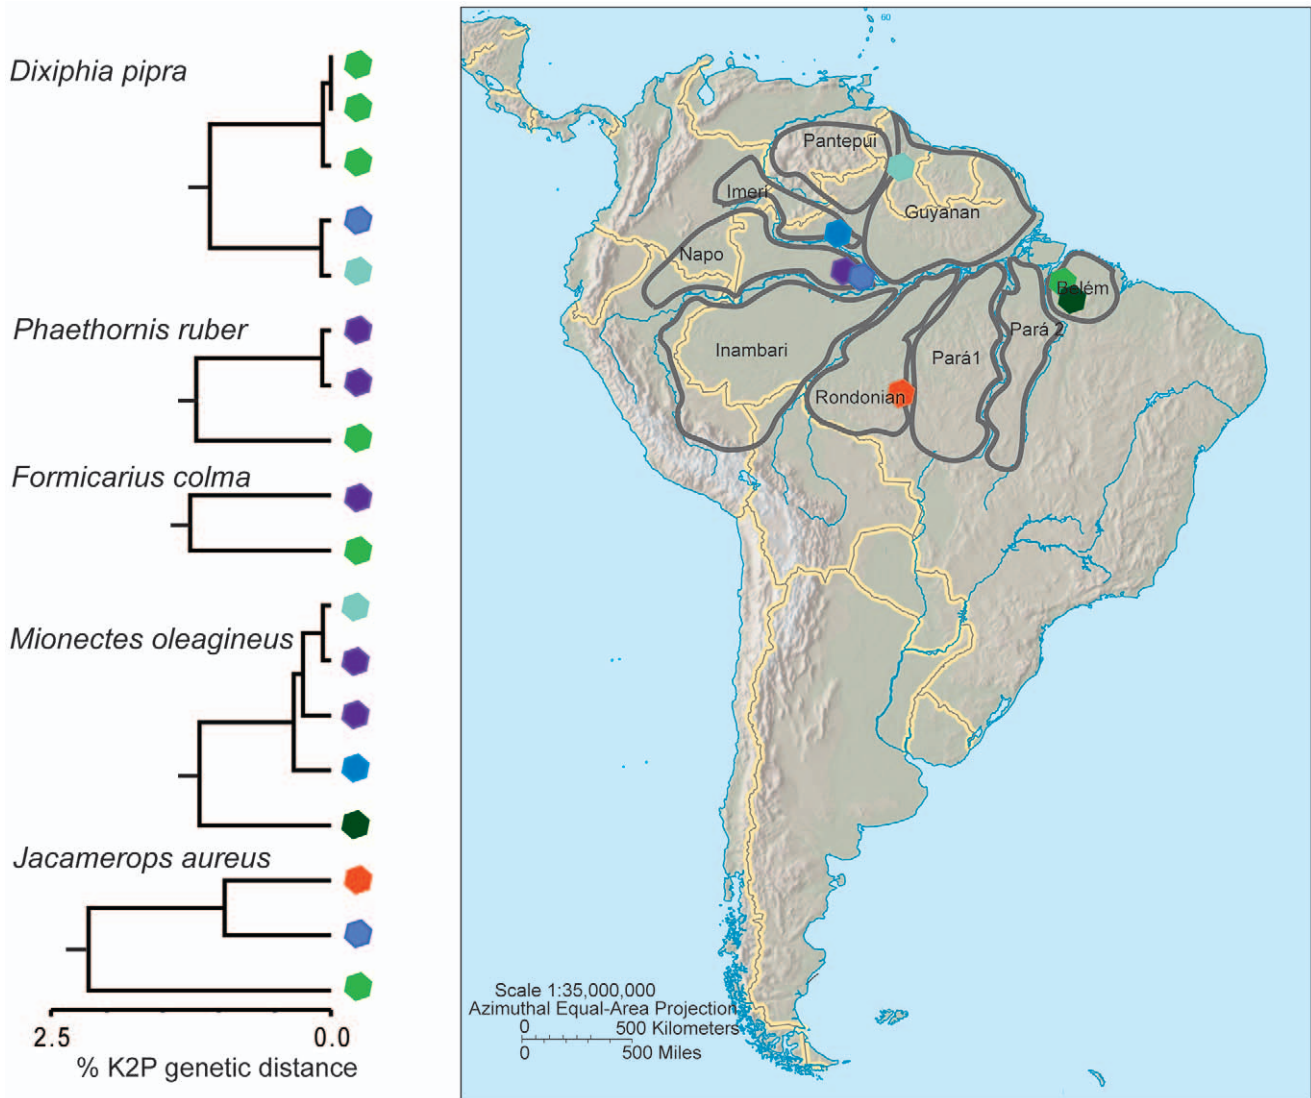 Dixiphia pipra
Phaethornis ruber
Formicarius colma
Mionectes oleagineus
Jacamerops aureus
2.5
0.0
% K2P genetic distance
60
Pantepui
Imeri
Guyanan
Napo
Belém
Inambari
Rondonian
Pará1
Pará 2
Scale 1:35,000,000
Azimuthal Equal-Area Projection
0 500 Kilometers
0 500 Miles